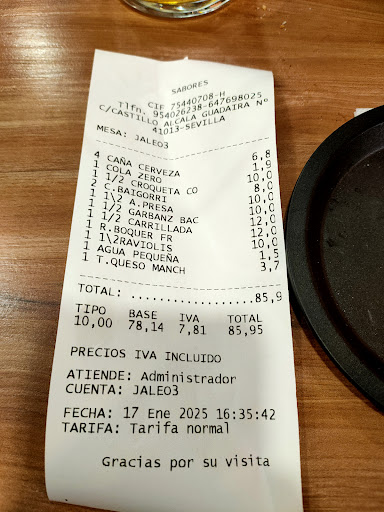 SABORES
CIF 75440708-H
Tlfn. 954026238-647698025
C/CASTILLO ALCALA GUADAIRA Nº
41013-SEVILLA
MESA: JALEO3
4 CAÑA CERVEZA 6,8
1 COLA ZERO 1,9
1 1/2 CROQUETA CO 10,0
2 C.BAIGORRI 8,0
1 1\2 A.PRESA 10,0
1 1/2 GARBANZ BAC 10,0
1 1/2 CARRILLADA 12,0
1 R.BOQUER FR 12,0
1 1\2RAVIOLIS 10,0
1 AGUA PEQUEÑA 1,5
1 T.QUESO MANCH 3,7
TOTAL: ................85,9
TIPO BASE IVA TOTAL
10,00 78,14 7,81 85,95
PRECIOS IVA INCLUIDO
ATIENDE: Administrador
CUENTA: JALEO3
FECHA: 17 Ene 2025 16:35:42
TARIFA: Tarifa normal
Gracias por su visita